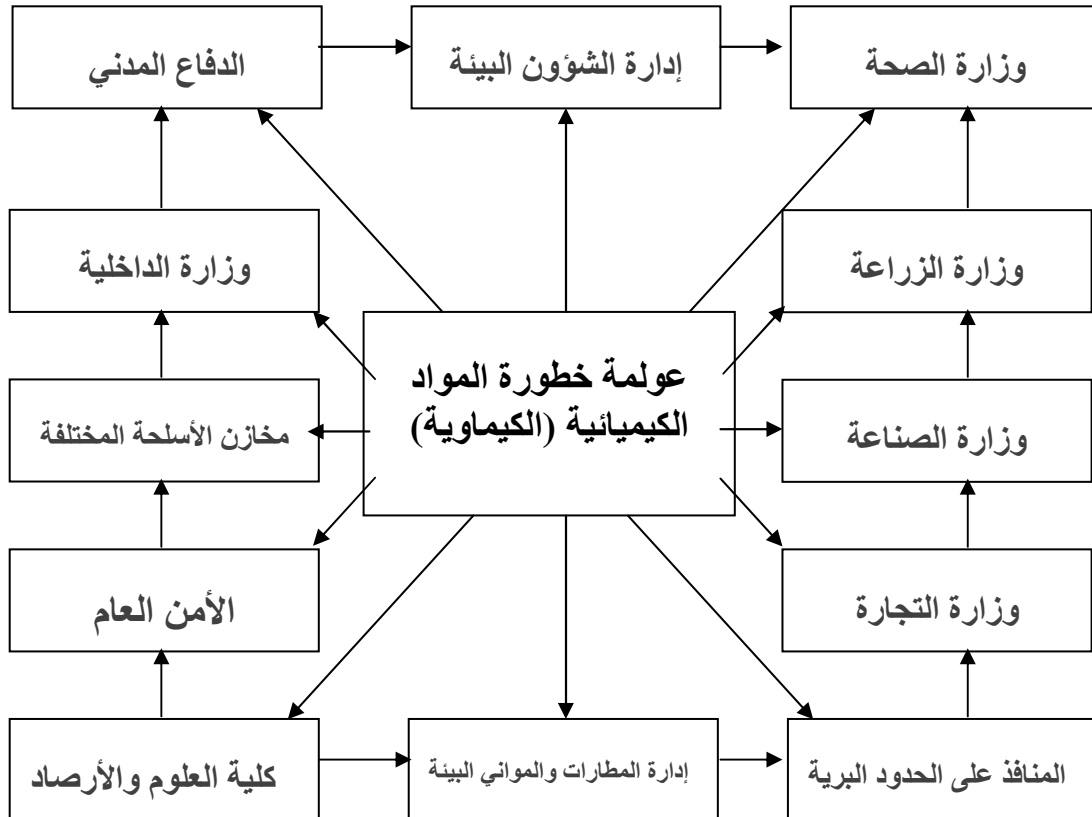 وزارة الصحة
إدارة الشؤون البيئة
الدفاع المدني
وزارة الزراعة
وزارة الداخلية
عولمة خطورة المواد
الكيميائية (الكيماوية)
وزارة الصناعة
مخازن الأسلحة المختلفة
وزارة التجارة
الأمن العام
المنافذ على الحدود البرية
إدارة المطارات والمواني البيئة
كلية العلوم والأرصاد